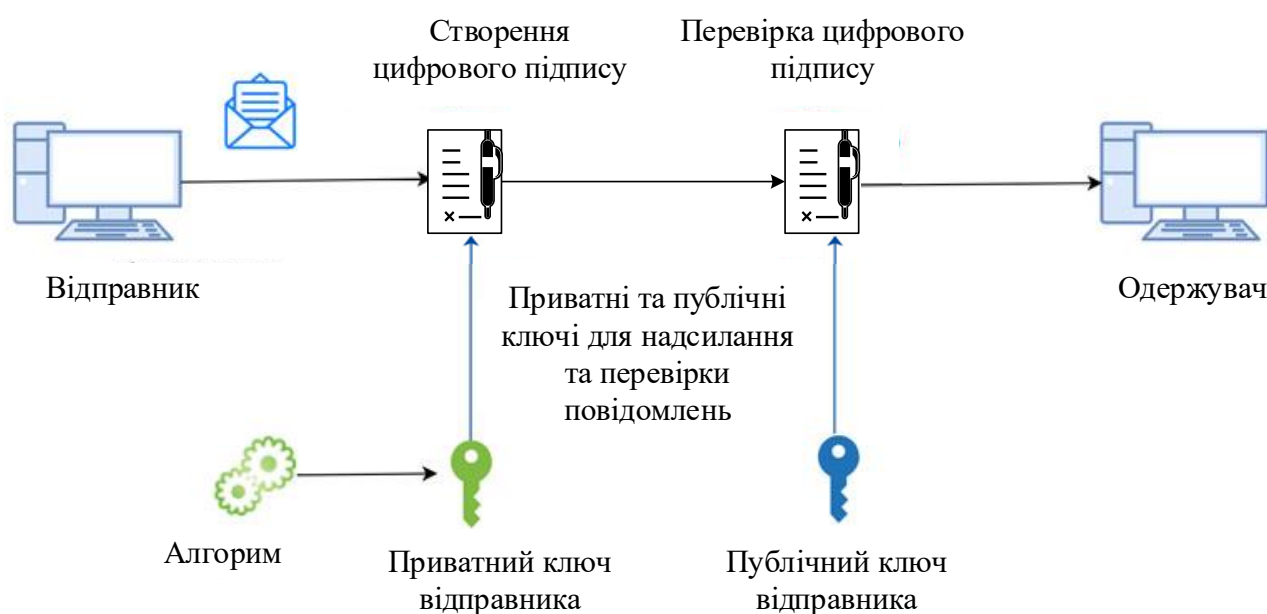 Створення
цифрового підпису
Перевірка цифрового
підпису
Відправник
Одержувач
Приватні та публічні
ключі для надсилання
та перевірки
повідомлень
Алгорим
Приватний ключ
відправника
Публічний ключ
відправника